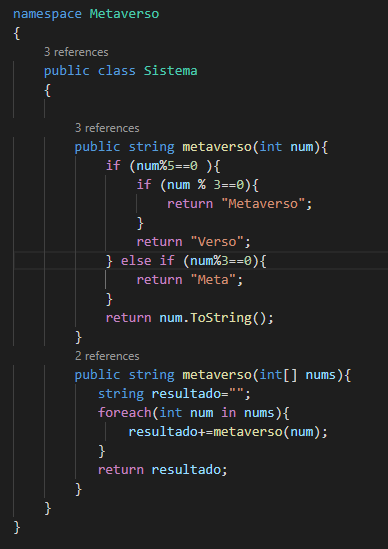 namespace Metaverso
{
3 references
public class Sistema
{
3 references
public string metaverso(int num){
if (num%5==0 ){
if (num % 3==0){
return "Metaverso";
}
return "Verso";
} else if (num%3==0){
return "Meta";
}
return num.ToString();
}
2 references
public string metaverso(int[] nums){
string resultado="";
foreach(int num in nums){
resultado+=metaverso(num);
}
return resultado;
}
}
}